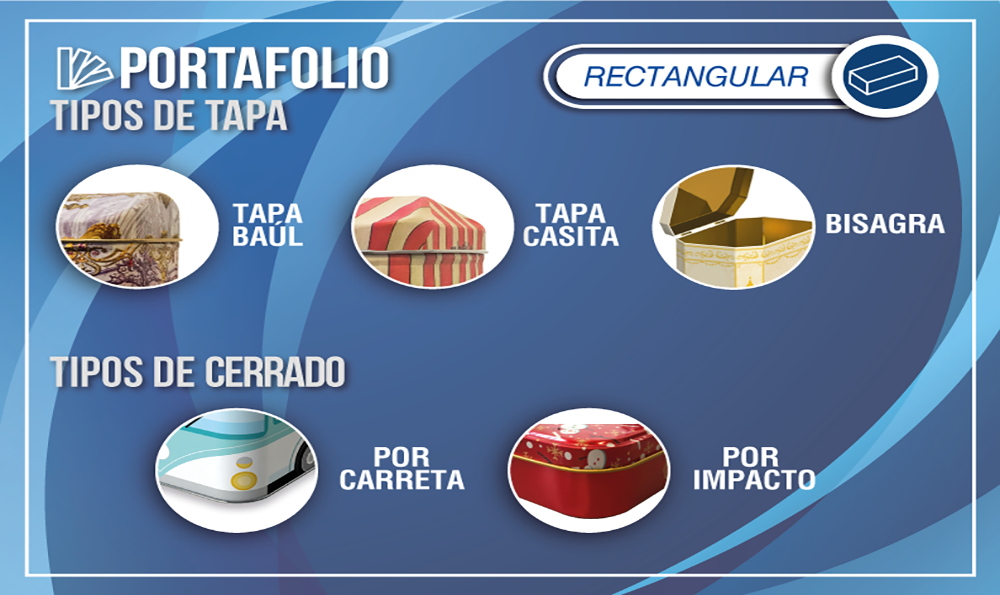 PORTAFOLIO
TIPOS DE TAPA
RECTANGULAR
TAPA
BAÚL
TAPA
CASITA
BISAGRA
TIPOS DE CERRADO
POR
CARRETA
POR
IMPACTO